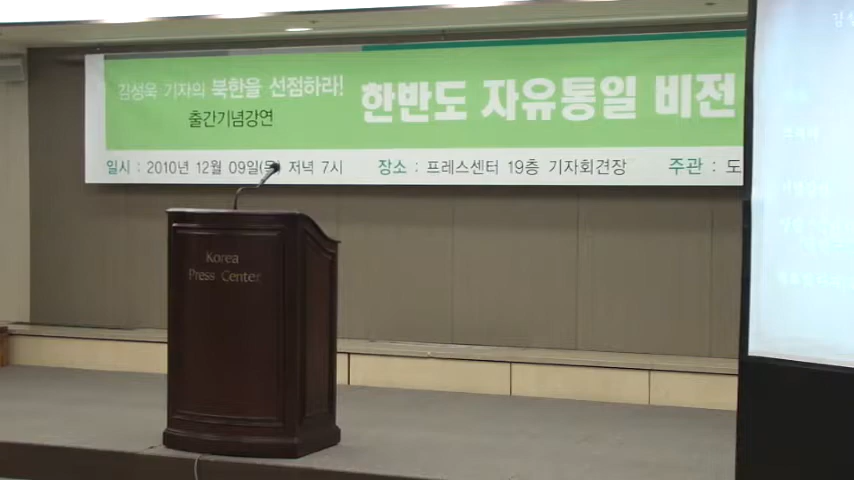 김성욱 기자의 북한을 선점하라!
출간기념강연
한반도 자유통일 비전
일시 : 2010년 12월 09일(목) 저녁 7시
장소 : 프레스센터 19층 기자회견장
주관 : 도
Korea
Press Center